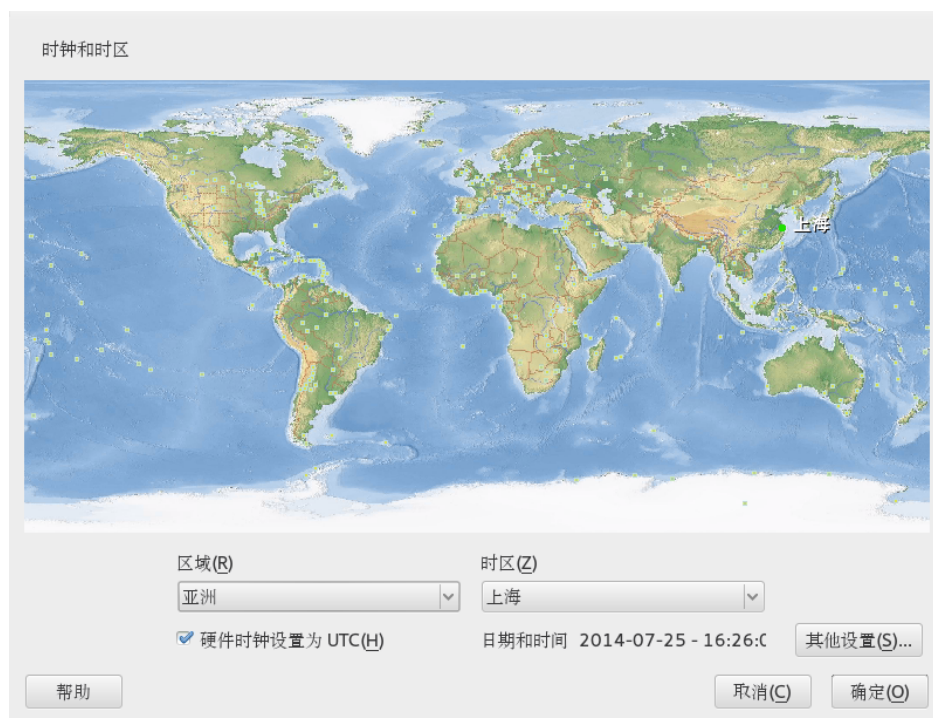 时钟和时区
上海
区域(R) 时区(Z)
亚洲 上海
硬件时钟设置为 UTC(H) 日期和时间 2014-07-25 - 16:26:0 其他设置(S)...
帮助 取消(C) 确定(O)